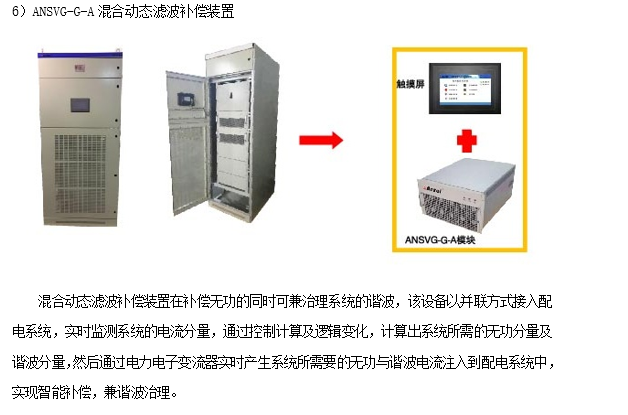 6）ANSVG-G-A 混合动态滤波补偿装置
触摸屏
Acrel
ANSVG-G-A模块
混合动态滤波补偿装置在补偿无功的同时可兼治理系统的谐波，该设备以并联方式接入配
电系统，实时监测系统的电流分量，通过控制计算及逻辑变化，计算出系统所需的无功分量及
谐波分量，然后通过电力电子变流器实时产生系统所需要的无功与谐波电流注入到配电系统中，
实现智能补偿，兼谐波治理。